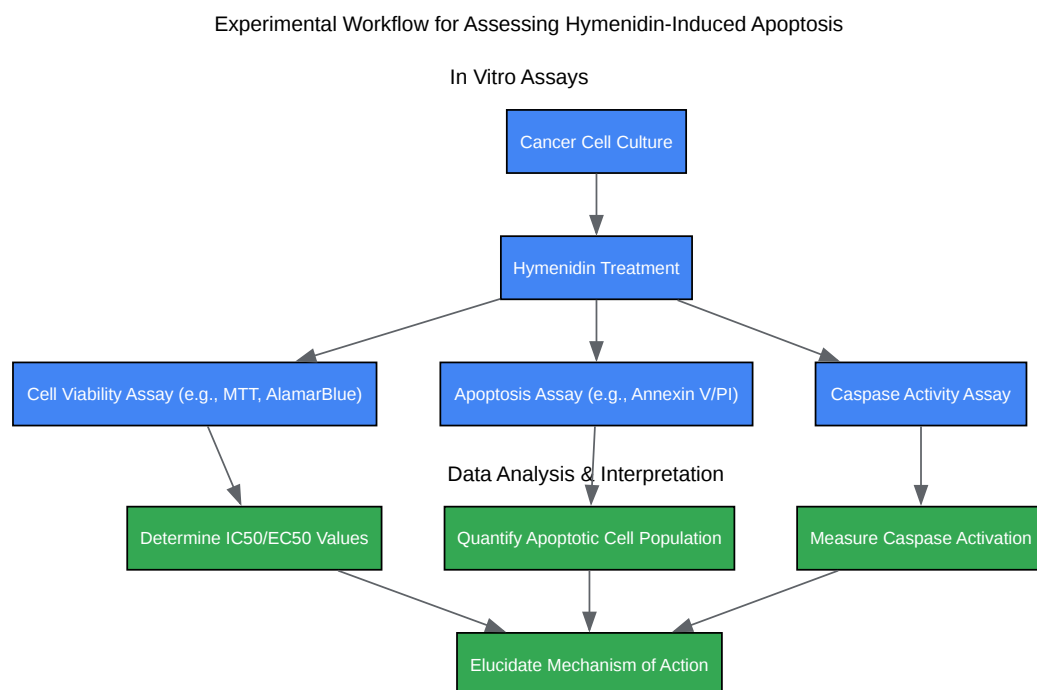 Experimental Workflow for Assessing Hymenidin-Induced Apoptosis
In Vitro Assays
Cancer Cell Culture
Hymenidin Treatment
Cell Viability Assay (e.g., MTT, AlamarBlue)
Apoptosis Assay (e.g., Annexin V/PI)
Caspase Activity Assay
Data Analysis & Interpretation
Determine IC50/EC50 Values
Quantify Apoptotic Cell Population
Measure Caspase Activation
Elucidate Mechanism of Action